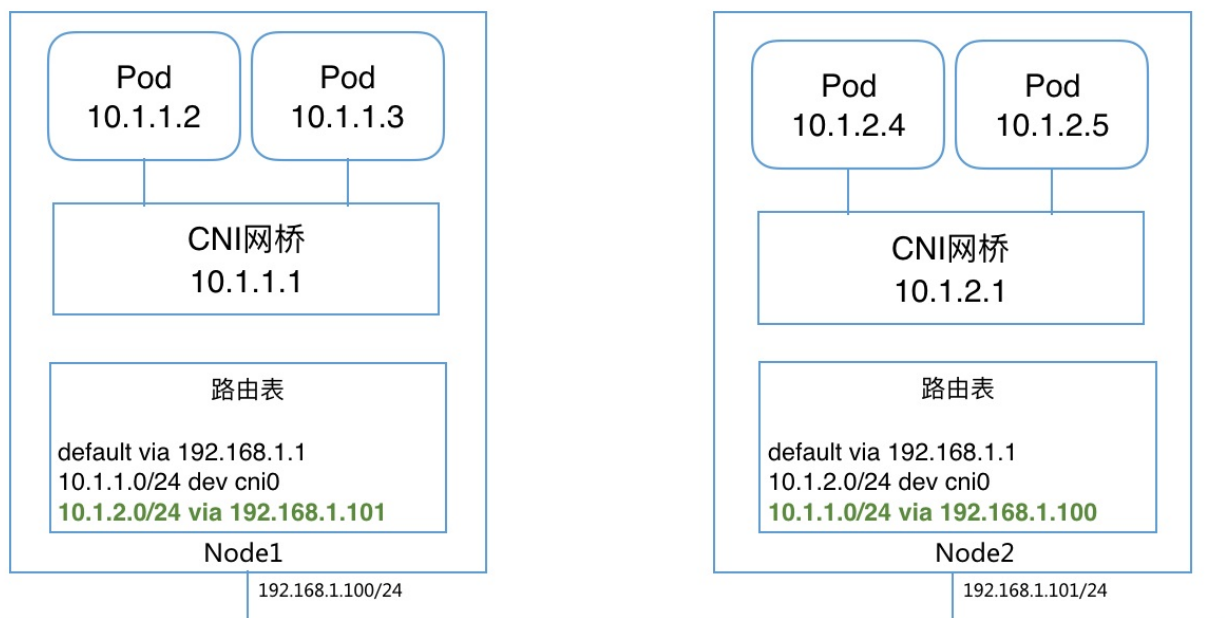 Pod
10.1.1.2
Pod
10.1.1.3
CNI网桥
10.1.1.1
路由表
default via 192.168.1.1
10.1.1.0/24 dev cni0
10.1.2.0/24 via 192.168.1.101
Node1
192.168.1.100/24
Pod
10.1.2.4
Pod
10.1.2.5
CNI网桥
10.1.2.1
路由表
default via 192.168.1.1
10.1.2.0/24 dev cni0
10.1.1.0/24 via 192.168.1.100
Node2
192.168.1.101/24